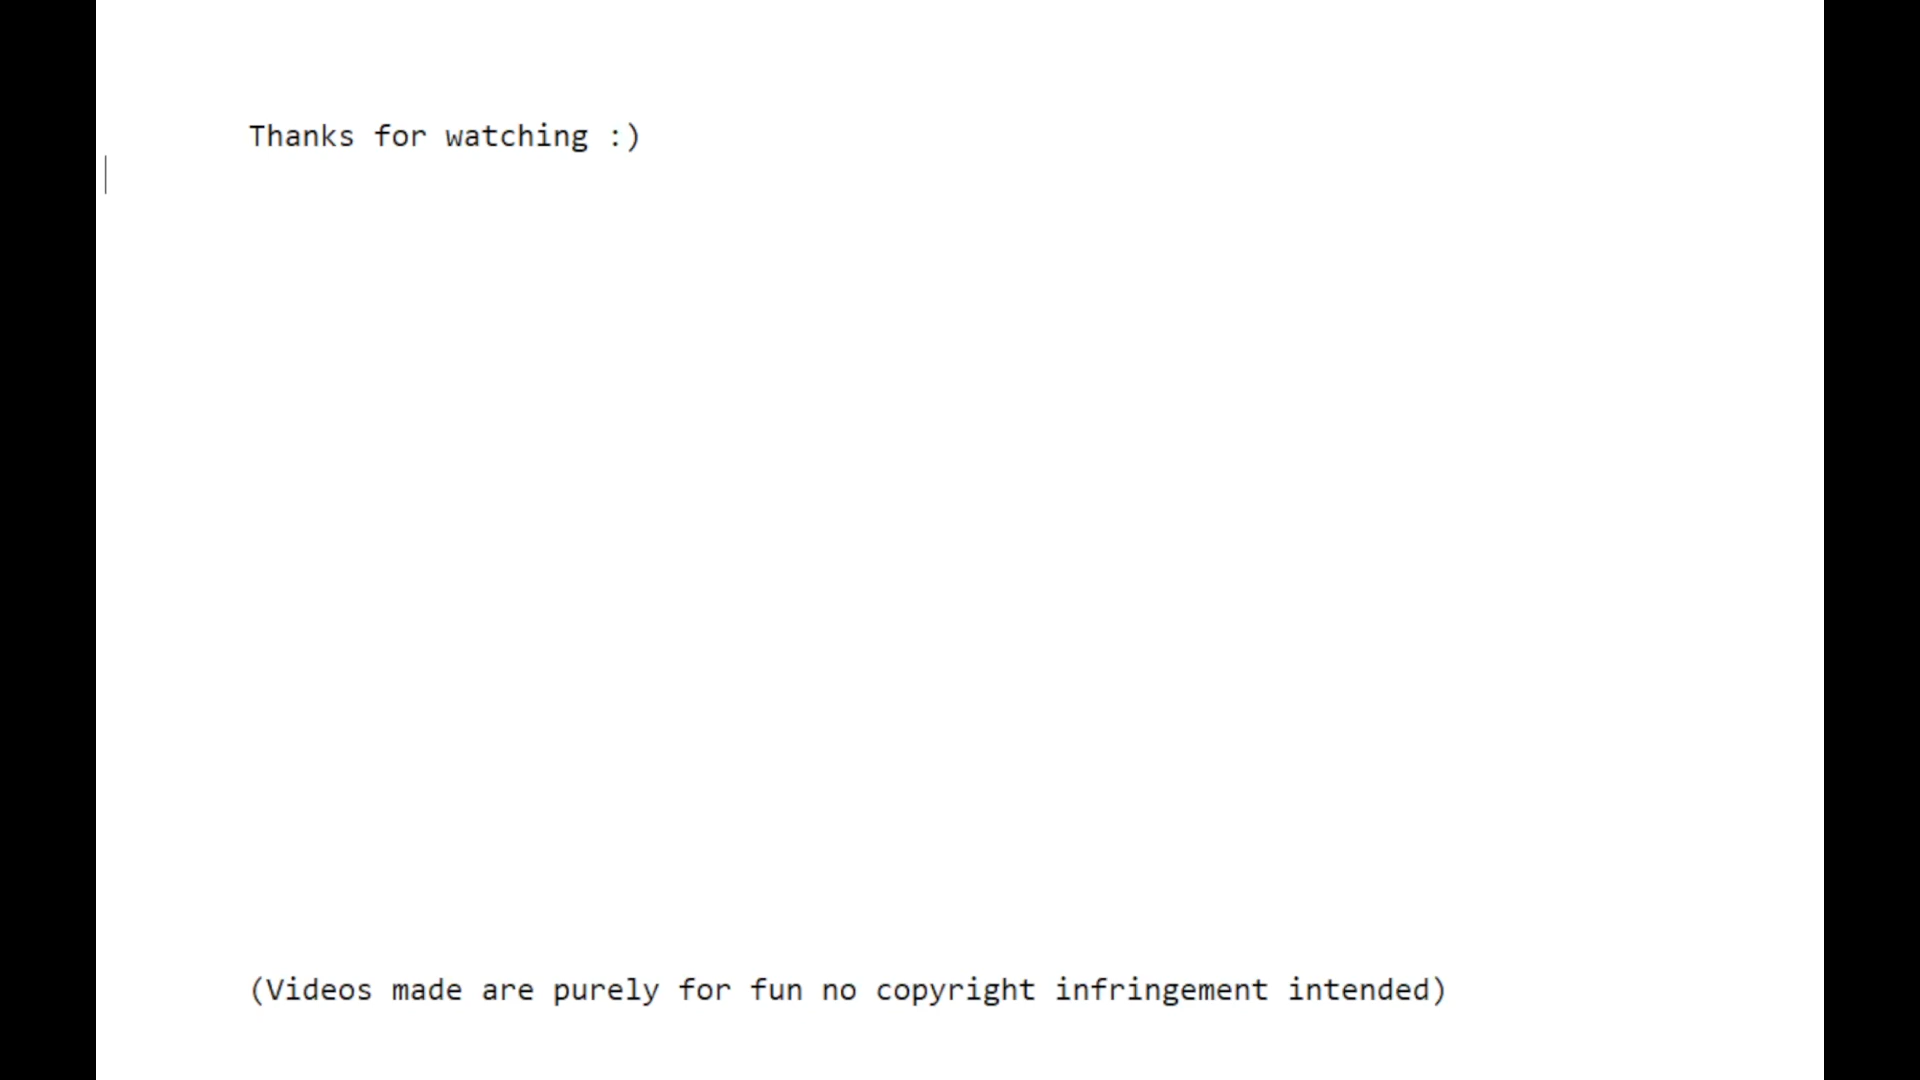 Thanks for watching :)
(Videos made are purely for fun no copyright infringement intended)